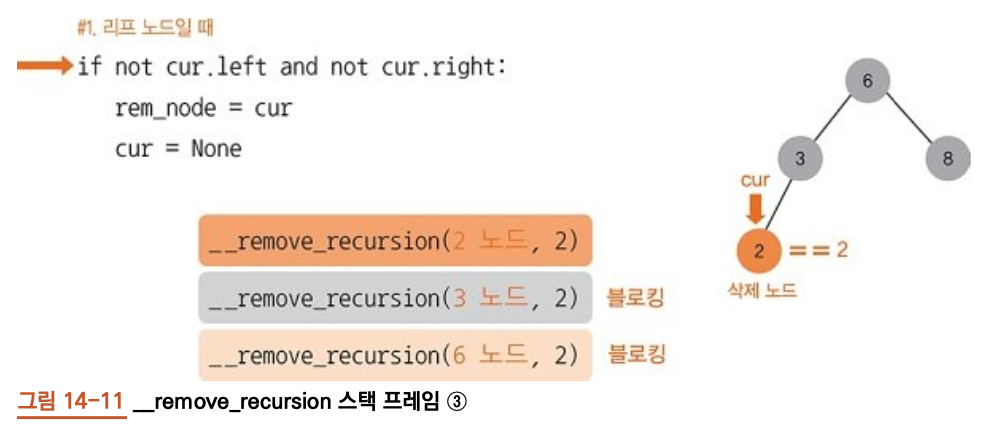 #1. 리프 노드일 때
if not cur.left and not cur.right:
rem_node = cur
cur = None
6
3
8
cur
2
== 2
삭제 노드
__remove_recursion(2 노드, 2)
__remove_recursion(3 노드, 2) 블로킹
__remove_recursion(6 노드, 2) 블로킹
그림 14-11 __remove_recursion 스택 프레임 ③